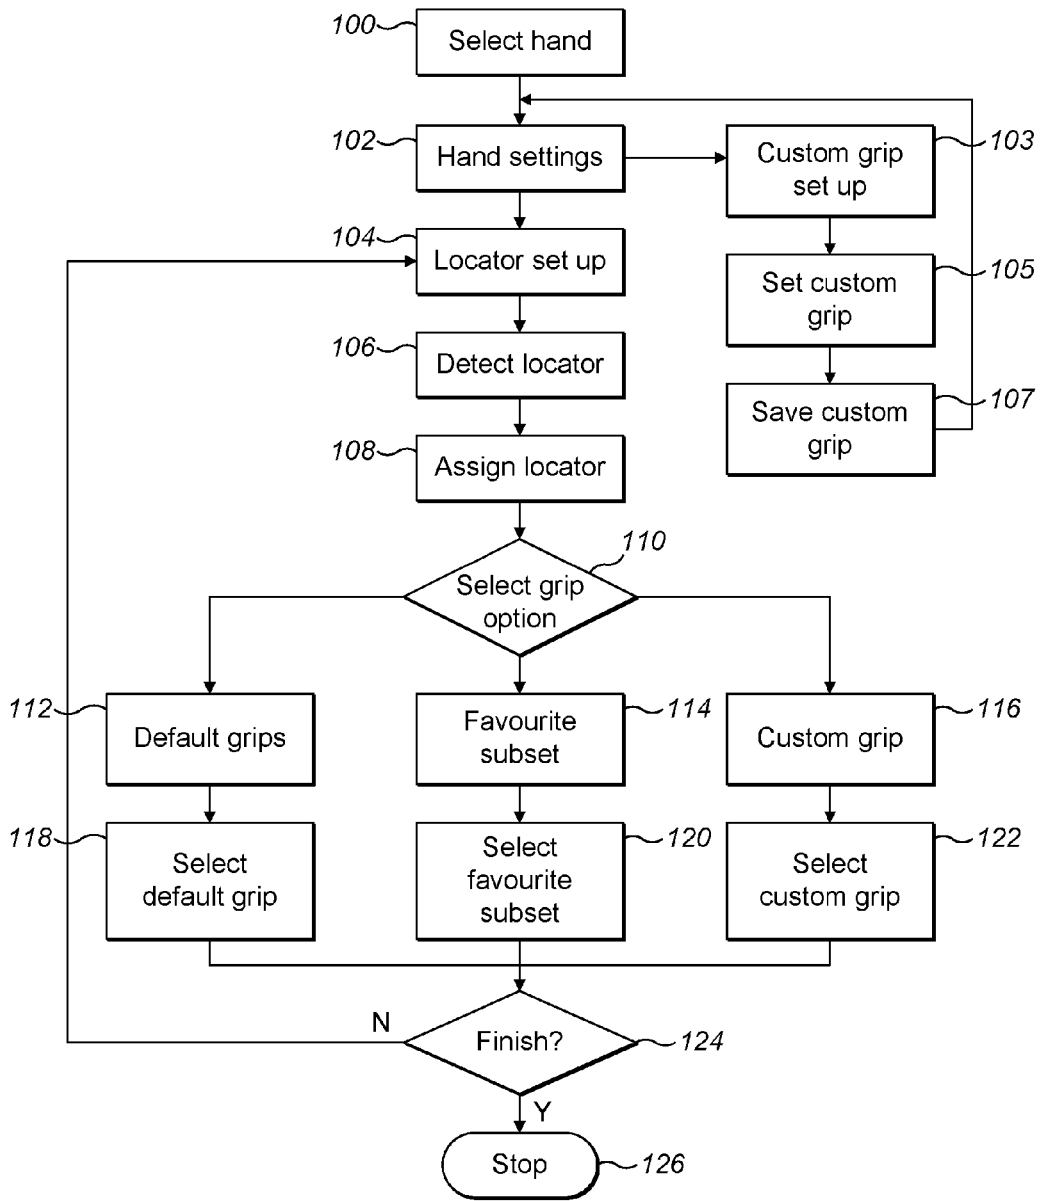 100
Select hand
102
Hand settings
103
Custom grip
set up
104
Locator set up
105
Set custom
grip
106
Detect locator
107
Save custom
grip
108
Assign locator
110
Select grip
option
112
Default grips
114
Favourite
subset
116
Custom grip
118
Select
default grip
120
Select
favourite
subset
122
Select
custom grip
N
Finish?
124
Y
Stop
126